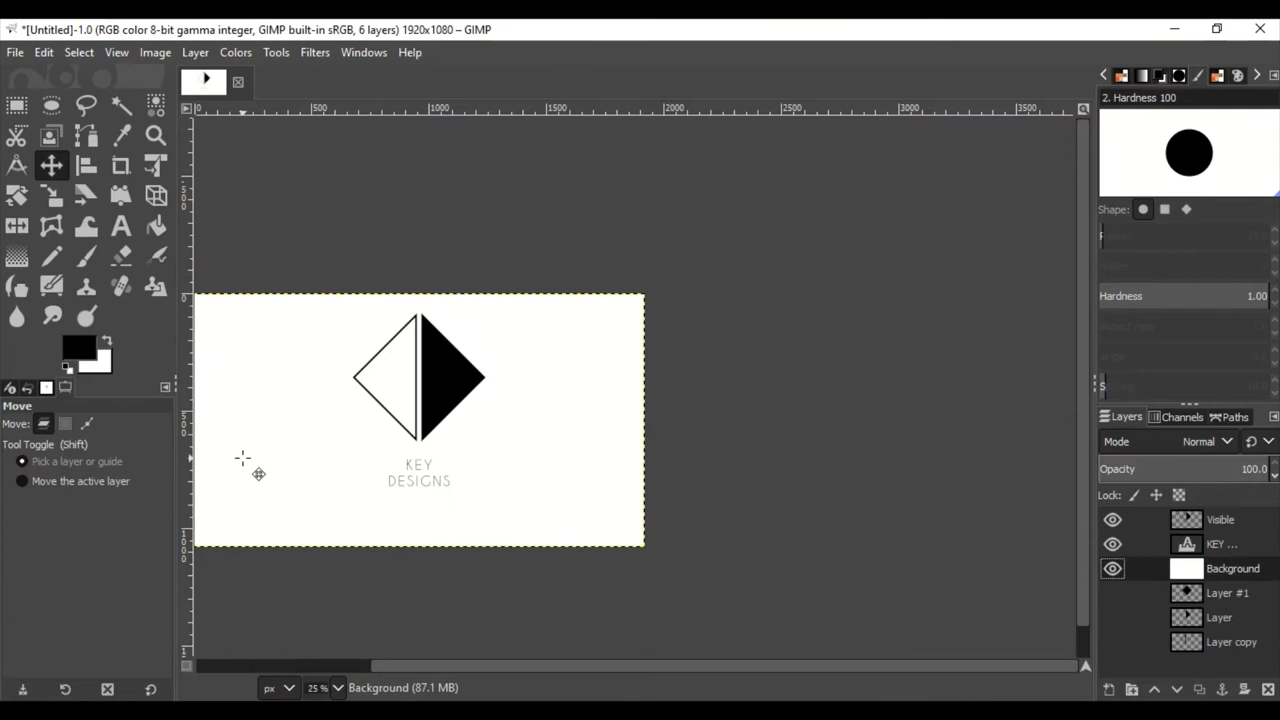 *[Untitled]-1.0 (RGB color 8-bit gamma integer, GIMP built-in sRGB, 6 layers) 1920x1080 – GIMP
File Edit Select View Image Layer Colors Tools Filters Windows Help
0 500 1000 1500 2000 2500 3000 3500
2. Hardness 100
Shape:
Hardness 1.00
KEY
DESIGNS
Move
Move:
Tool Toggle (Shift)
Pick a layer or guide
Move the active layer
Layers Channels Paths
Mode Normal
Opacity 100.0
Lock:
Visible
KEY ...
Background
Layer #1
Layer
Layer copy
px 25 % Background (87.1 MB)